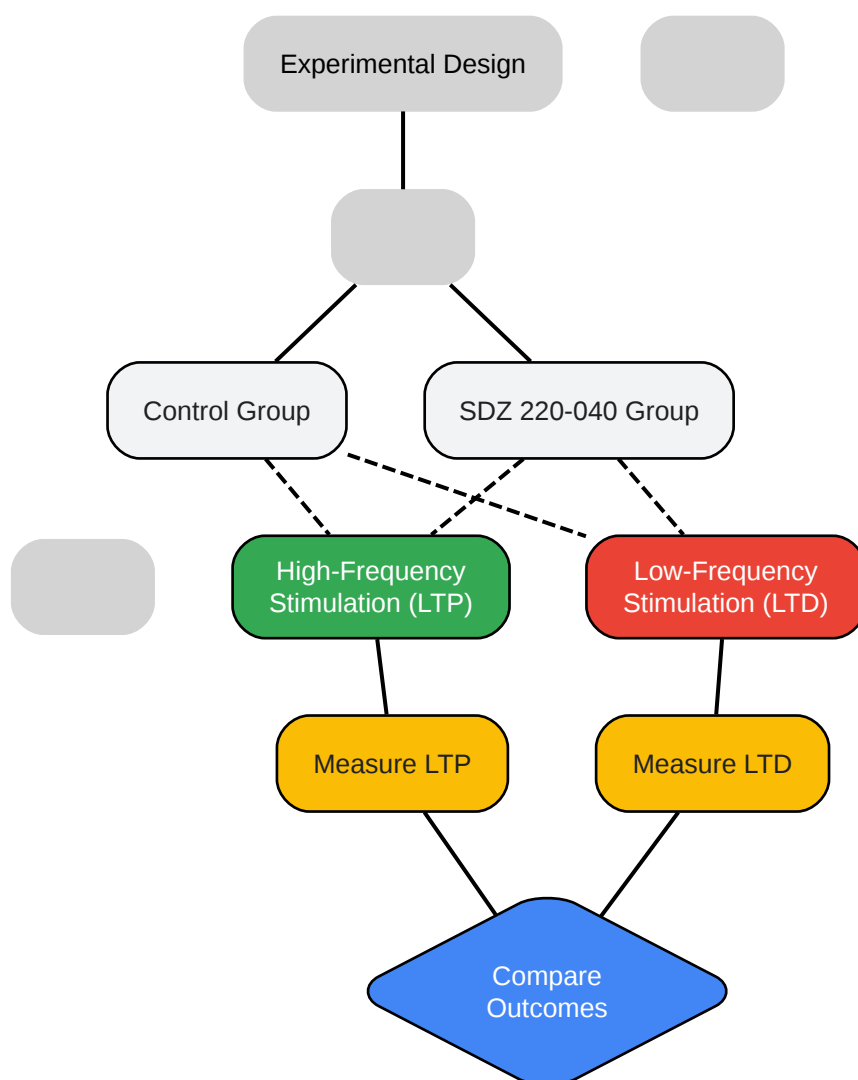 Experimental Design
Control Group
SDZ 220-040 Group
High-Frequency
Stimulation (LTP)
Low-Frequency
Stimulation (LTD)
Measure LTP
Measure LTD
Compare
Outcomes